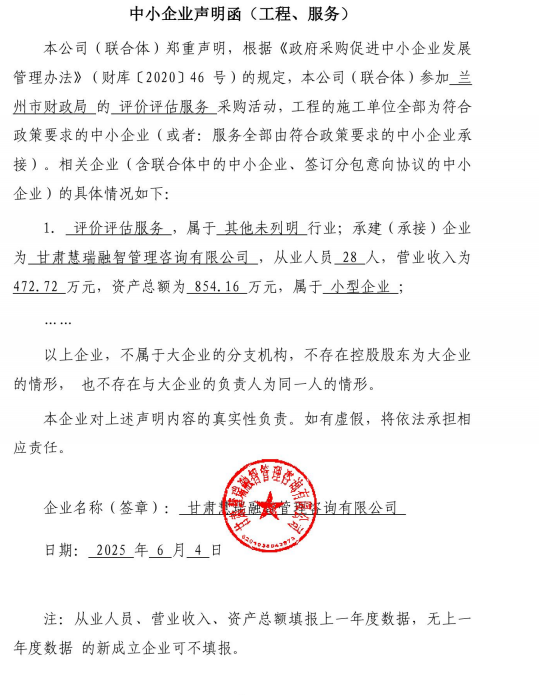 中小企业声明函（工程、服务）
本公司（联合体）郑重声明，根据《政府采购促进中小企业发展
管理办法》（财库〔2020〕46 号）的规定，本公司（联合体）参加 兰
州市财政局 的 评价评估服务 采购活动，工程的施工单位全部为符合
政策要求的中小企业（或者：服务全部由符合政策要求的中小企业承
接）。相关企业（含联合体中的中小企业、签订分包意向协议的中小
企业）的具体情况如下：
1. 评价评估服务 ，属于 其他未列明 行业；承建（承接）企业
为 甘肃慧瑞融智管理咨询有限公司 ，从业人员 28 人，营业收入为
472.72 万元，资产总额为 854.16 万元，属于 小型企业 ；
……
以上企业，不属于大企业的分支机构，不存在控股股东为大企业
的情形， 也不存在与大企业的负责人为同一人的情形。
本企业对上述声明内容的真实性负责。如有虚假，将依法承担相
应责任。
企业名称（签章）： 甘肃慧瑞融智管理咨询有限公司
甘肃慧瑞融智管理咨询有限公司
日期： 2025 年 6 月 4 日
注：从业人员、营业收入、资产总额填报上一年度数据，无上一
年度数据 的新成立企业可不填报。